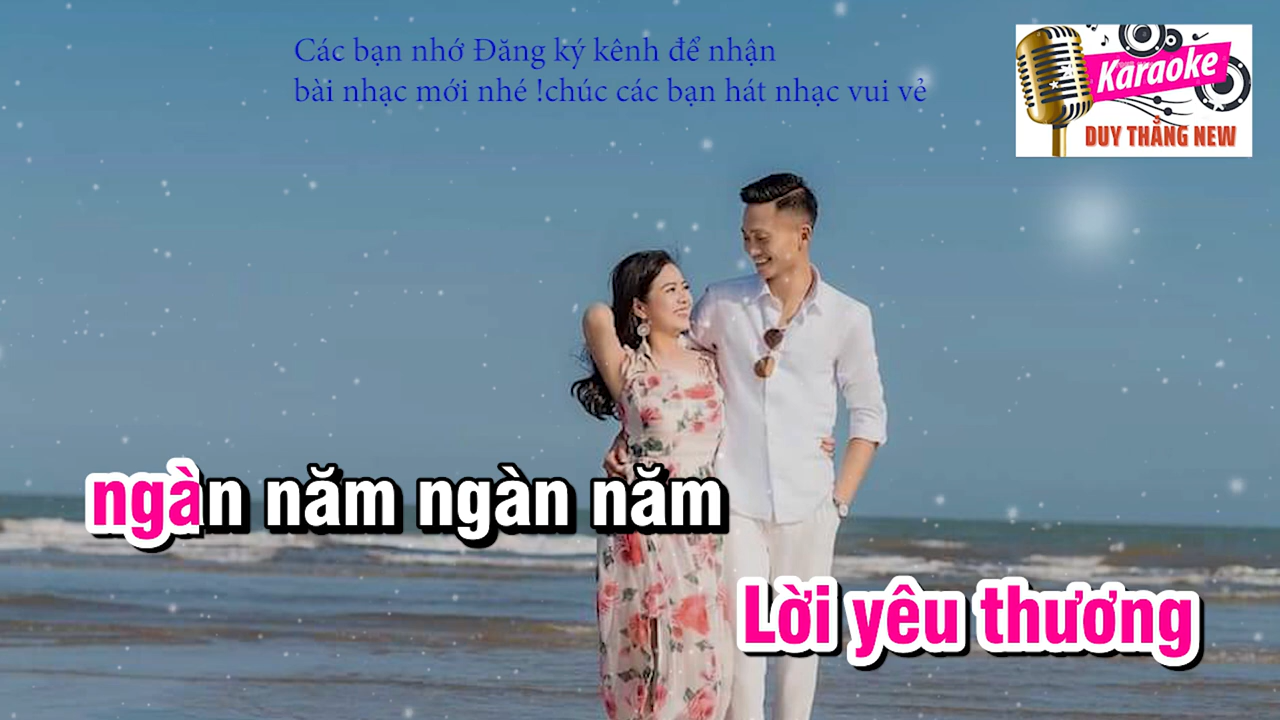 Các bạn nhớ Đăng ký kênh để nhận
bài nhạc mới nhé !chúc các bạn hát nhạc vui vẻ
Karaoke
DUY THẮNG NEW
ngàn năm ngàn năm
Lời yêu thương